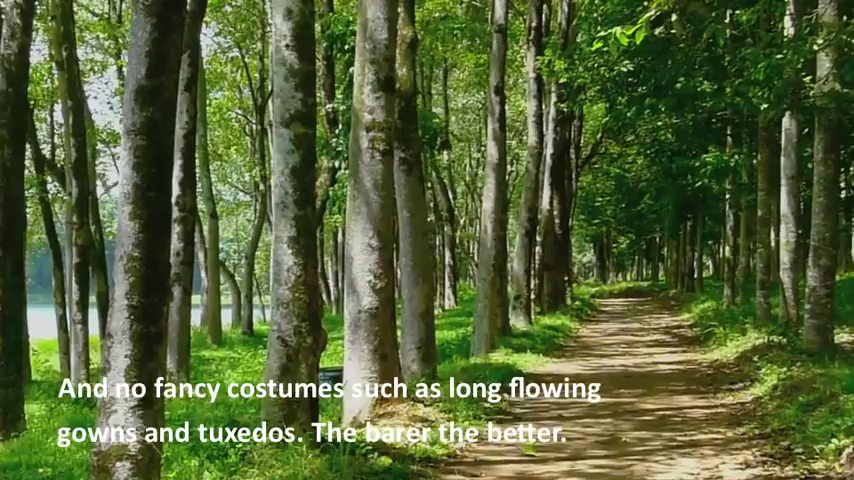 And no fancy costumes such as long flowing
gowns and tuxedos. The barer the better.